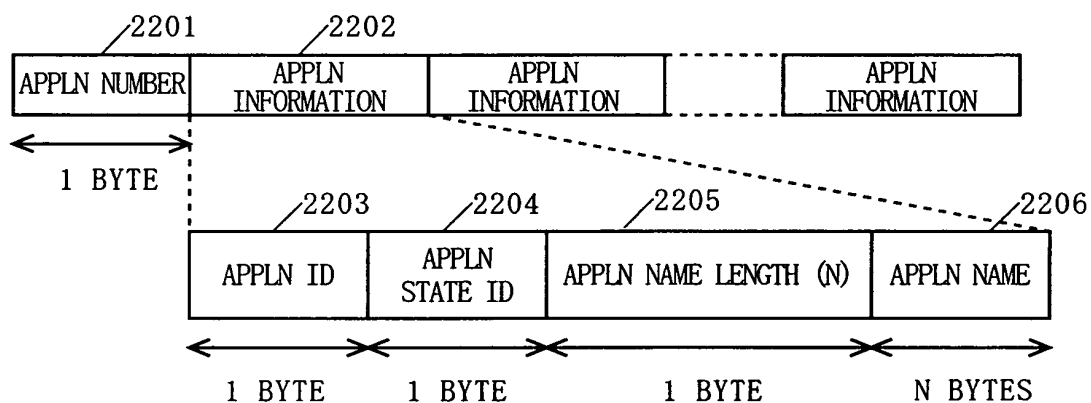 2201 2202
APPLN NUMBER APPLN INFORMATION APPLN INFORMATION APPLN INFORMATION
1 BYTE
2203 2204 2205 2206
APPLN ID APPLN STATE ID APPLN NAME LENGTH (N) APPLN NAME
1 BYTE 1 BYTE 1 BYTE N BYTES